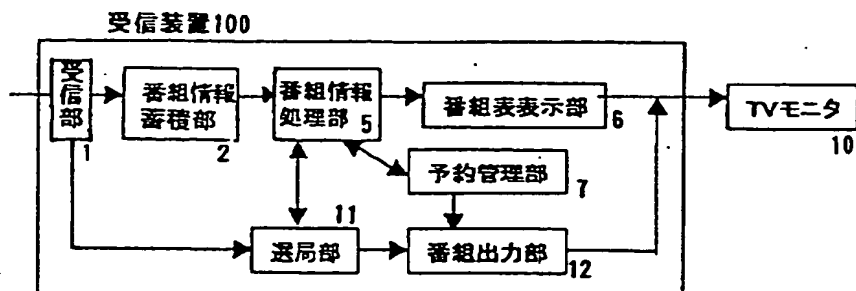 受信装置100
受信部
1
番組情報
蓄積部
2
番組情報
処理部
5
番組表表示部
6
TVモニタ
10
予約管理部
7
11
選局部
番組出力部
12